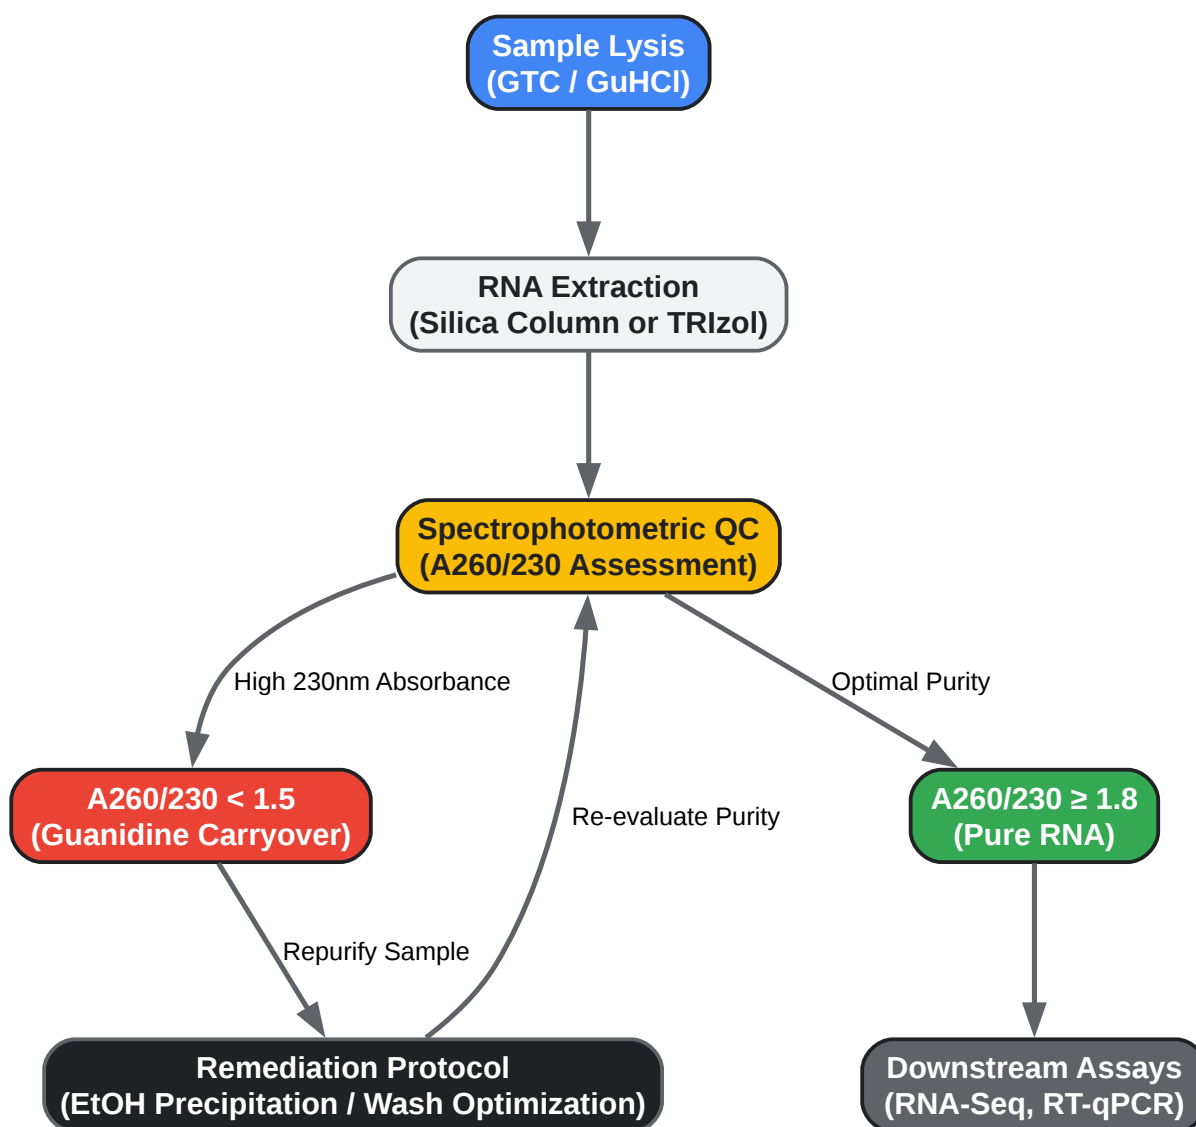 Sample Lysis
(GTC / GuHCl)
RNA Extraction
(Silica Column or TRIzol)
Spectrophotometric QC
(A260/230 Assessment)
High 230nm Absorbance
Optimal Purity
A260/230 < 1.5
(Guanidine Carryover)
Re-evaluate Purity
A260/230 ≥ 1.8
(Pure RNA)
Repurify Sample
Remediation Protocol
(EtOH Precipitation / Wash Optimization)
Downstream Assays
(RNA-Seq, RT-qPCR)